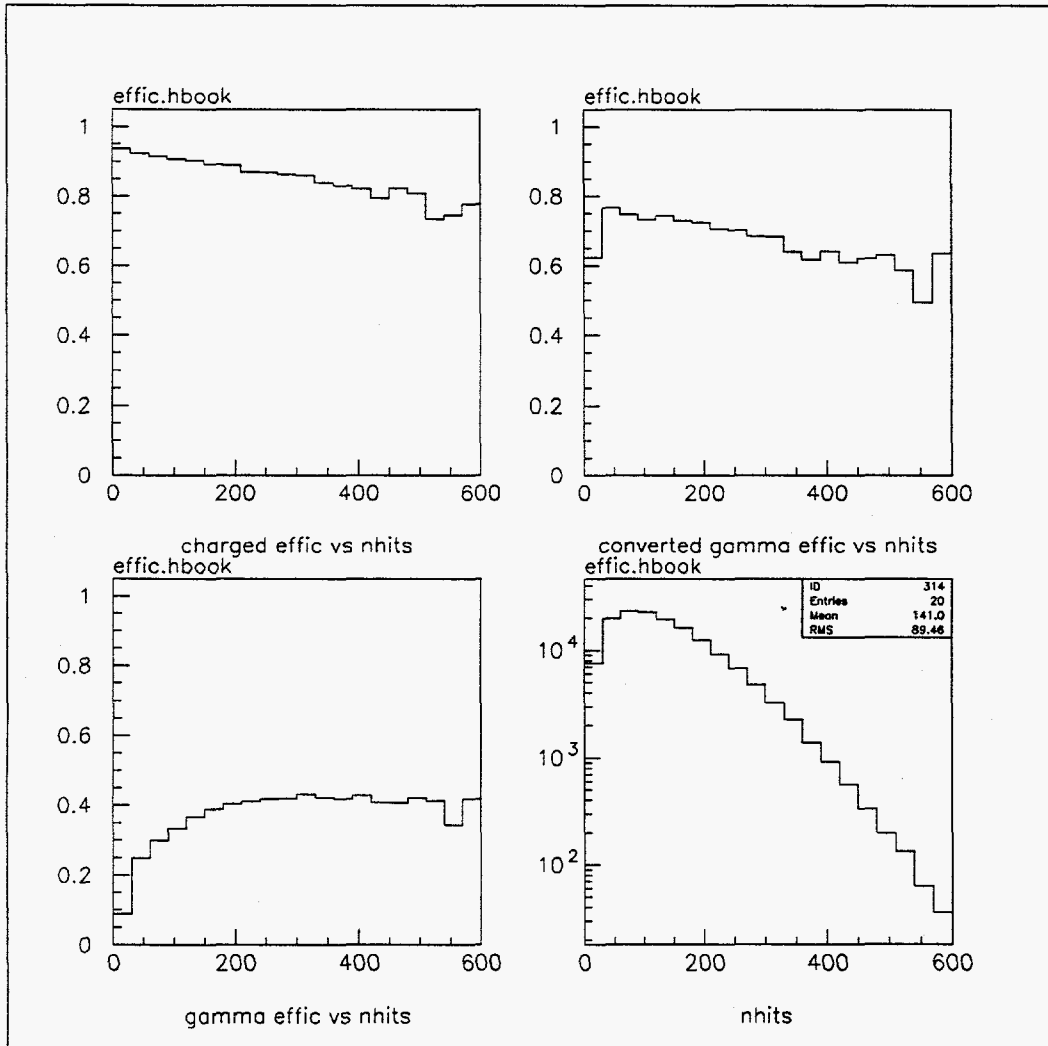 effic.hbook
1
0.8
0.6
0.4
0.2
0
0 200 400 600
charged effic vs nhits
effic.hbook
1
0.8
0.6
0.4
0.2
0
0 200 400 600
converted gamma effic vs nhits
effic.hbook
1
0.8
0.6
0.4
0.2
0
0 200 400 600
gamma effic vs nhits
effic.hbook
ID 314
Entries 20
Mean 141.0
RMS 89.46
10^4
10^3
10^2
0 200 400 600
nhits